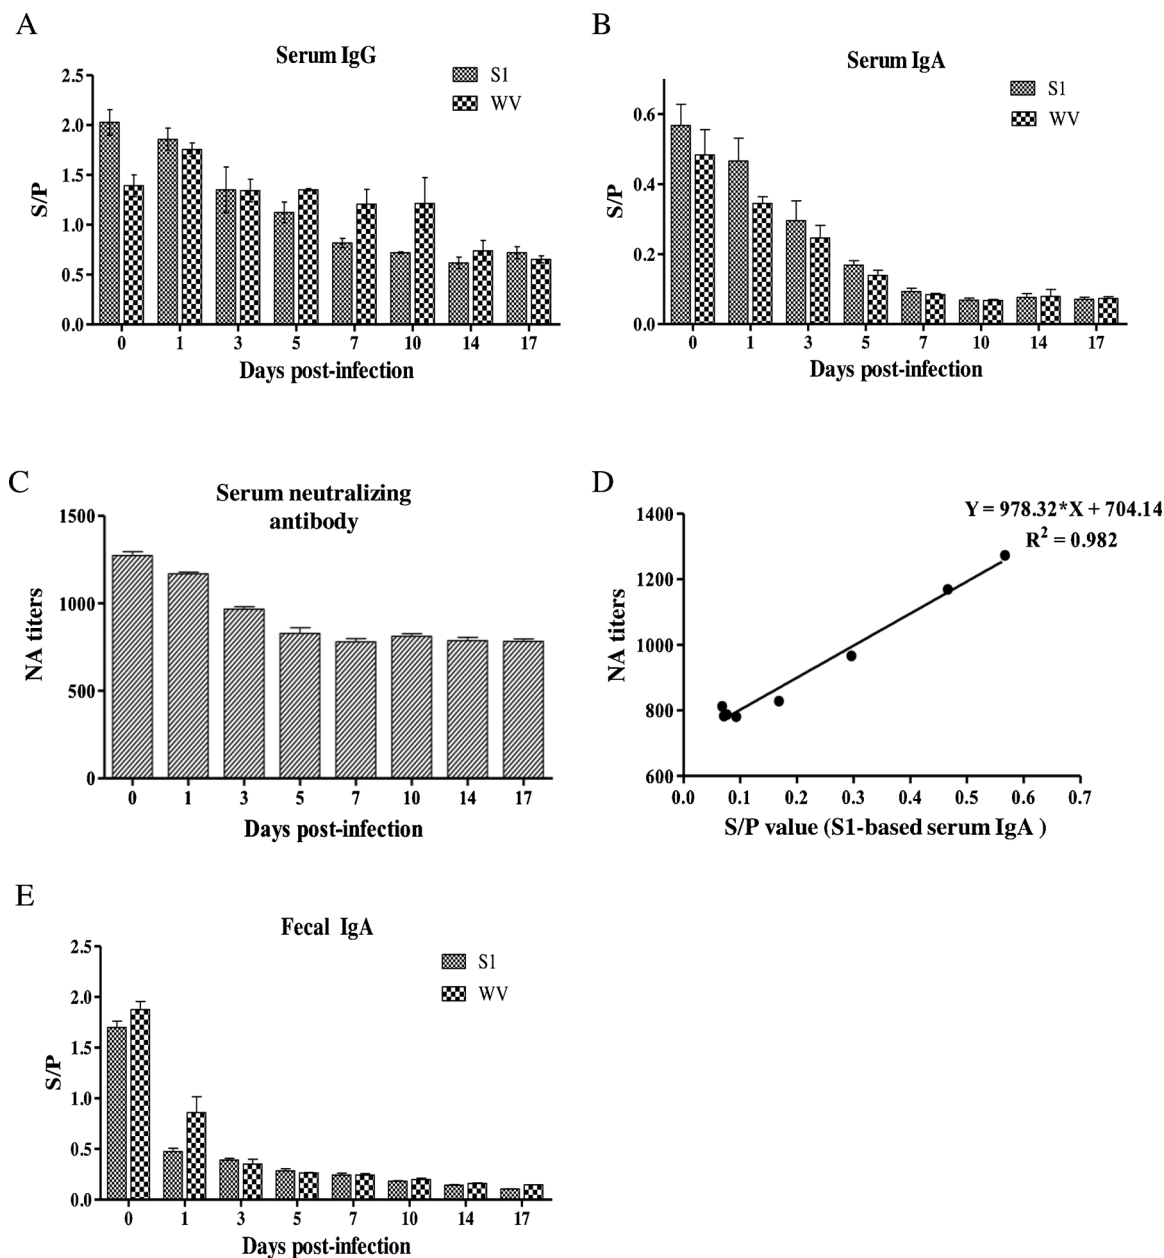 A
Serum IgG
S1
WV
S/P
2.5
2.0
1.5
1.0
0.5
0.0
0 1 3 5 7 10 14 17
Days post-infection
B
Serum IgA
S1
WV
S/P
0.6
0.4
0.2
0.0
0 1 3 5 7 10 14 17
Days post-infection
C
Serum neutralizing
antibody
NA titers
1500
1000
500
0
0 1 3 5 7 10 14 17
Days post-infection
D
Y = 978.32*X + 704.14
R² = 0.982
NA titers
1400
1200
1000
800
600
0.0 0.1 0.2 0.3 0.4 0.5 0.6 0.7
S/P value (S1-based serum IgA )
E
Fecal IgA
S1
WV
S/P
2.5
2.0
1.5
1.0
0.5
0.0
0 1 3 5 7 10 14 17
Days post-infection